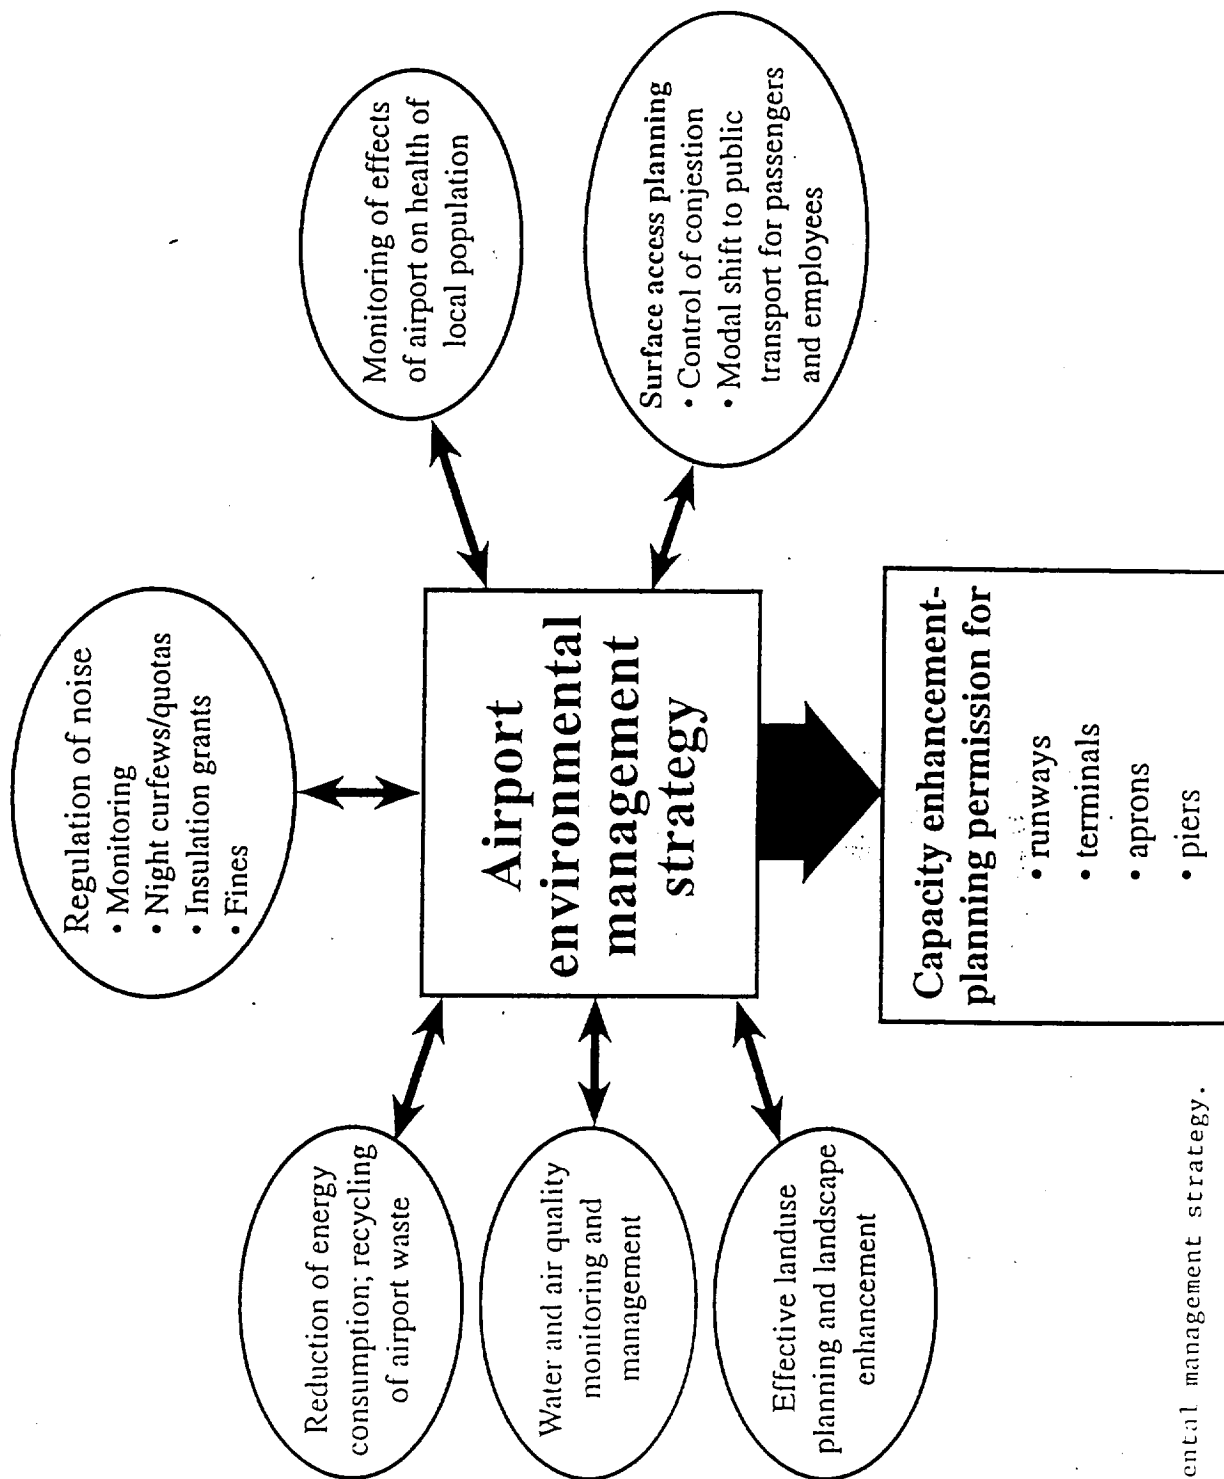 Regulation of noise
• Monitoring
• Night curfews/quotas
• Insulation grants
• Fines
Reduction of energy
consumption; recycling
of airport waste
Monitoring of effects
of airport on health of
local population
Airport
environmental
management
strategy
Water and air quality
monitoring and
management
Surface access planning
• Control of conjestion
• Modal shift to public
transport for passengers
and employees
Effective landuse
planning and landscape
enhancement
Capacity enhancement-
planning permission for
• runways
• terminals
• aprons
• piers
ental management strategy.